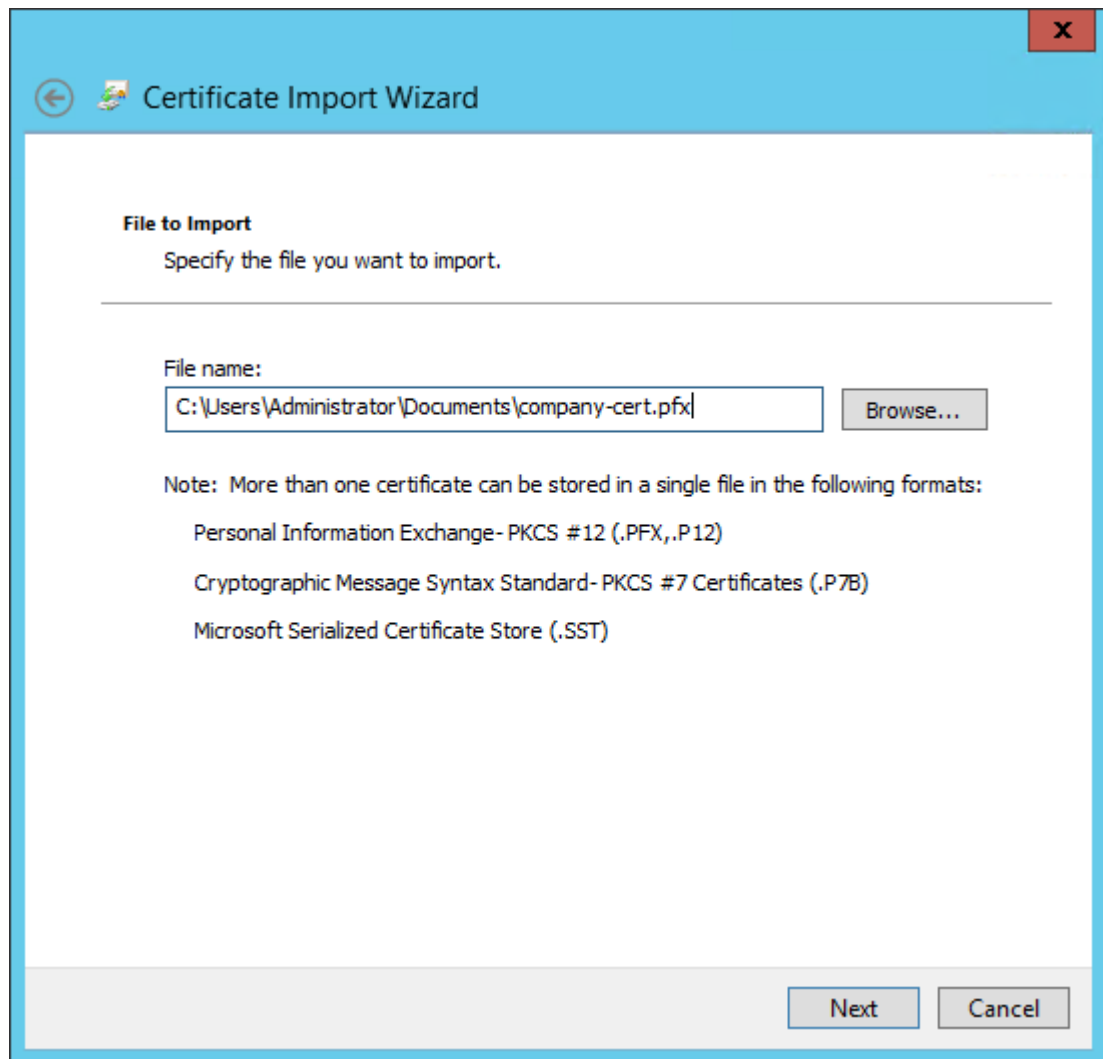 x
Certificate Import Wizard
File to Import
Specify the file you want to import.
File name:
C:\Users\Administrator\Documents\company-cert.pfx
Browse...
Note:  More than one certificate can be stored in a single file in the following formats:
Personal Information Exchange- PKCS #12 (.PFX,.P12)
Cryptographic Message Syntax Standard- PKCS #7 Certificates (.P7B)
Microsoft Serialized Certificate Store (.SST)
Next
Cancel